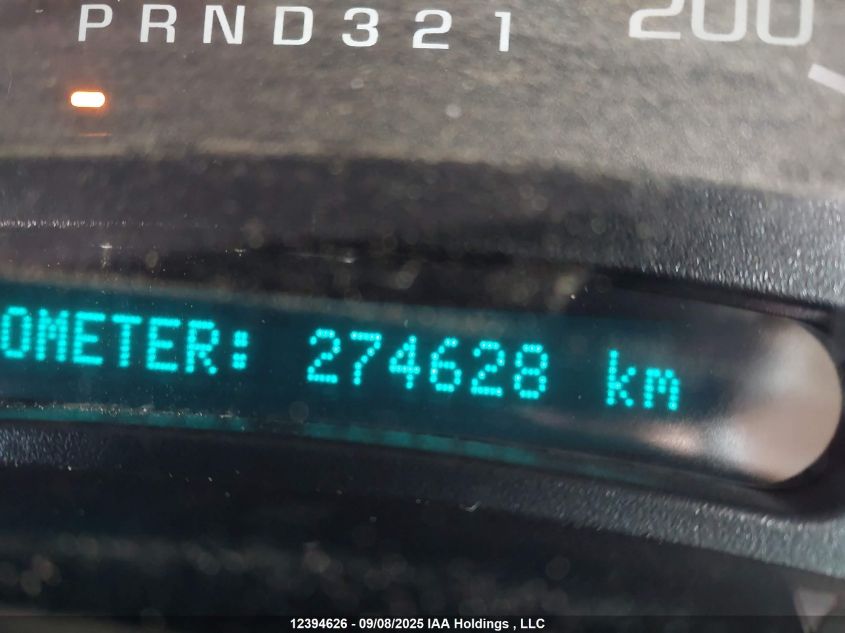 PRND321 200
OMETER: 274628 km
12394626 - 09/08/2025 IAA Holdings , LLC